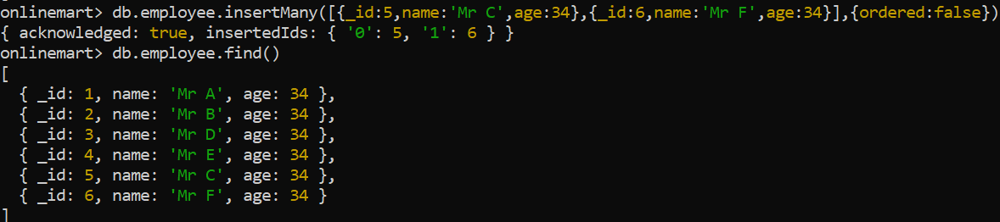 onlinemart> db.employee.insertMany([{_id:5,name:'Mr C',age:34},{_id:6,name:'Mr F',age:34}],{ordered:false})
{ acknowledged: true, insertedIds: { '0': 5, '1': 6 } }
onlinemart> db.employee.find()
[
  { _id: 1, name: 'Mr A', age: 34 },
  { _id: 2, name: 'Mr B', age: 34 },
  { _id: 3, name: 'Mr D', age: 34 },
  { _id: 4, name: 'Mr E', age: 34 },
  { _id: 5, name: 'Mr C', age: 34 },
  { _id: 6, name: 'Mr F', age: 34 }
]